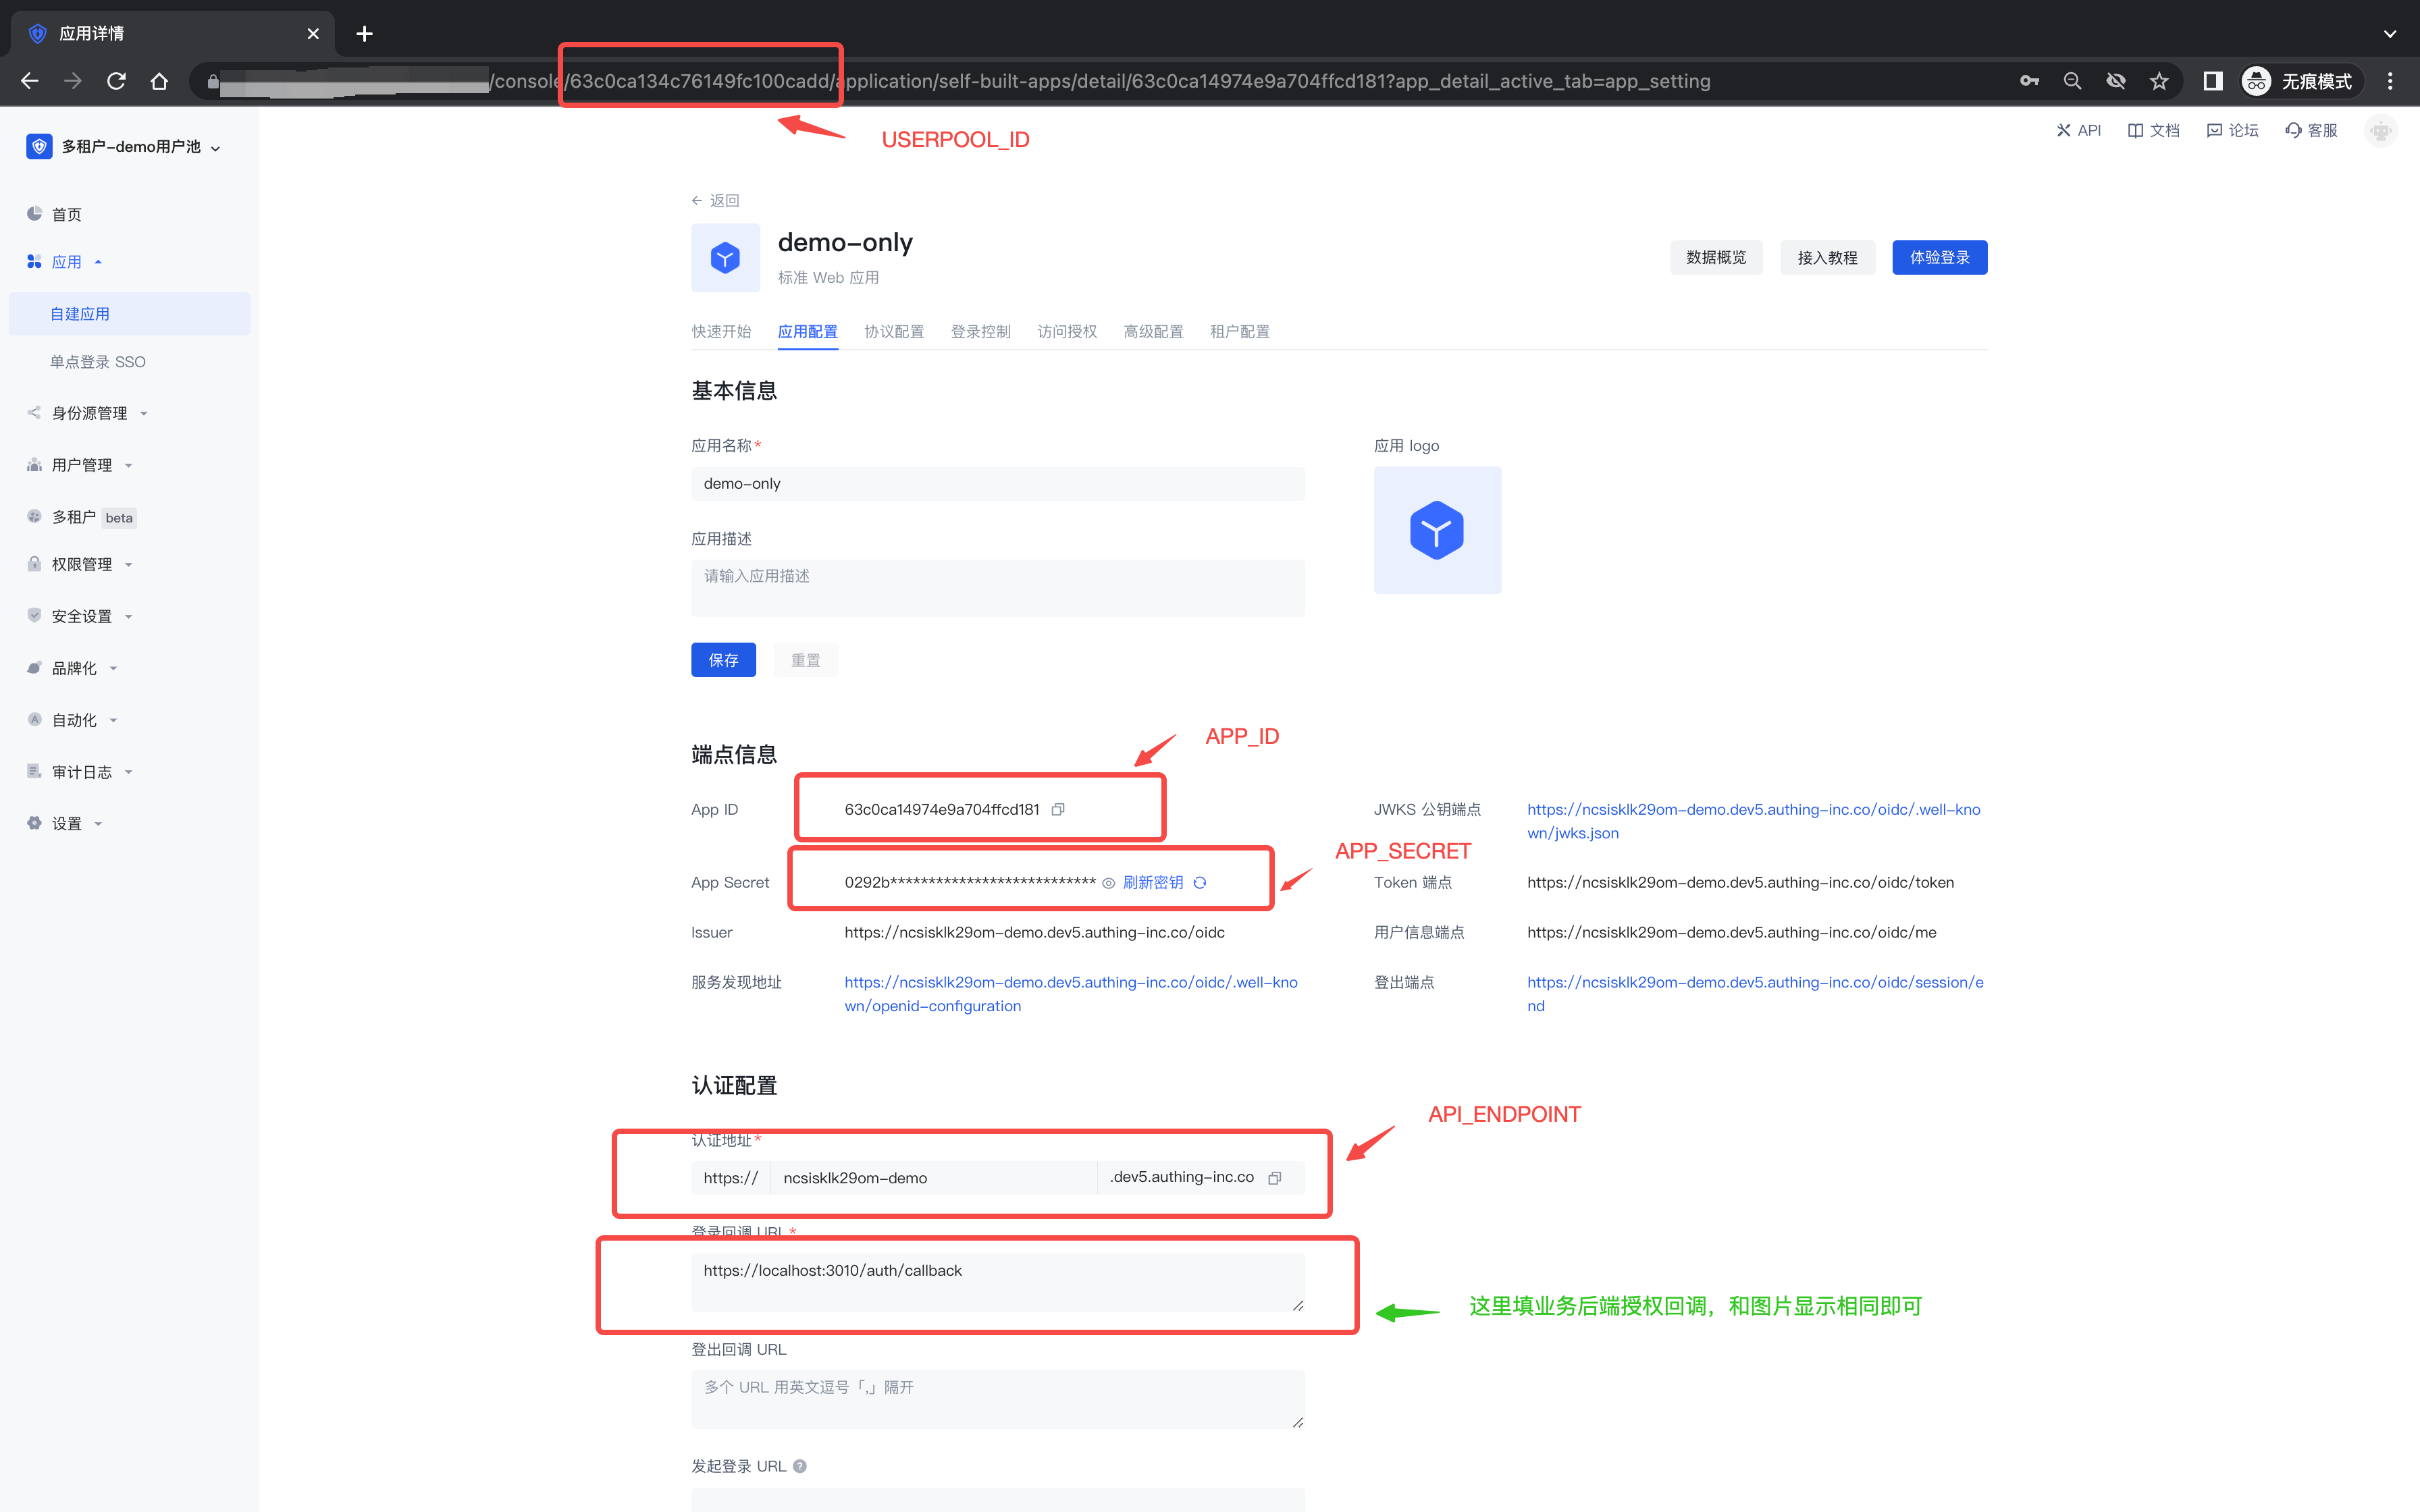 应用详情
/console/63c0ca134c76149fc100cadd/application/self-built-apps/detail/63c0ca14974e9a704ffcd181?app_detail_active_tab=app_setting
无痕模式
USERPOOL_ID
多租户-demo用户池
API
文档
论坛
客服
首页
应用
自建应用
单点登录 SSO
身份源管理
用户管理
多租户 beta
权限管理
安全设置
品牌化
自动化
审计日志
设置
返回
demo-only
标准 Web 应用
数据概览
接入教程
体验登录
快速开始
应用配置
协议配置
登录控制
访问授权
高级配置
租户配置
基本信息
应用名称*
demo-only
应用 logo
应用描述
请输入应用描述
保存
重置
端点信息
APP_ID
App ID
63c0ca14974e9a704ffcd181
JWKS 公钥端点
https://ncsisklk29om-demo.dev5.authing-inc.co/oidc/.well-kno
wn/jwks.json
APP_SECRET
App Secret
0292b***************************
刷新密钥
Token 端点
https://ncsisklk29om-demo.dev5.authing-inc.co/oidc/token
Issuer
https://ncsisklk29om-demo.dev5.authing-inc.co/oidc
用户信息端点
https://ncsisklk29om-demo.dev5.authing-inc.co/oidc/me
服务发现地址
https://ncsisklk29om-demo.dev5.authing-inc.co/oidc/.well-kno
wn/openid-configuration
登出端点
https://ncsisklk29om-demo.dev5.authing-inc.co/oidc/session/e
nd
认证配置
API_ENDPOINT
认证地址*
https://
ncsisklk29om-demo
.dev5.authing-inc.co
登录回调 URL*
https://localhost:3010/auth/callback
这里填业务后端授权回调，和图片显示相同即可
登出回调 URL
多个 URL 用英文逗号「,」隔开
发起登录 URL